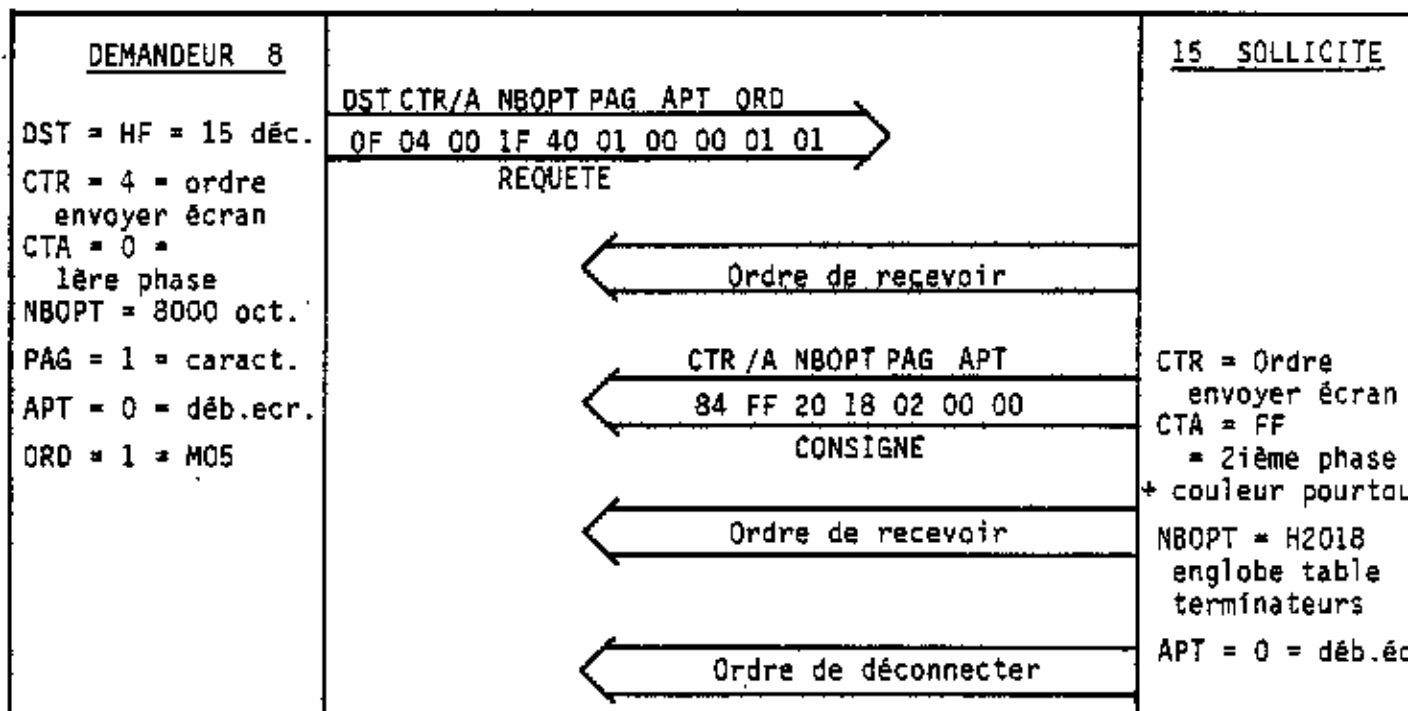 DEMANDEUR 8
DST = HF = 15 déc.
CTR = 4 = ordre
envoyer écran
CTA = 0 =
1ère phase
NBOPT = 8000 oct.
PAG = 1 = caract.
APT = 0 = déb.ecr.
ORD = 1 = MO5
DST CTR/A NBOPT PAG APT ORD
0F 04 00 1F 40 01 00 00 01 01
REQUETE
Ordre de recevoir
CTR /A NBOPT PAG APT
84 FF 20 18 02 00 00
CONSIGNE
Ordre de recevoir
Ordre de déconnecter
15 SOLLICITE
CTR = Ordre
envoyer écran
CTA = FF
= 2ième phase
+ couleur pourtou
NBOPT = H2018
englobe table
terminateurs
APT = 0 = déb.éc